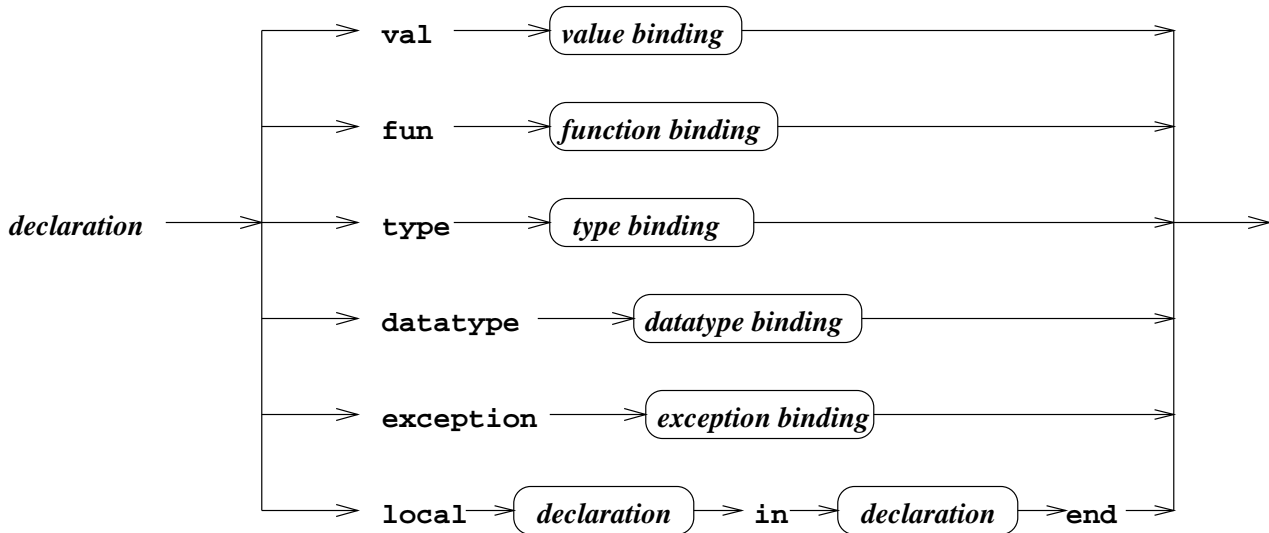 val value binding
fun function binding
declaration type type binding
datatype datatype binding
exception exception binding
local declaration in declaration end